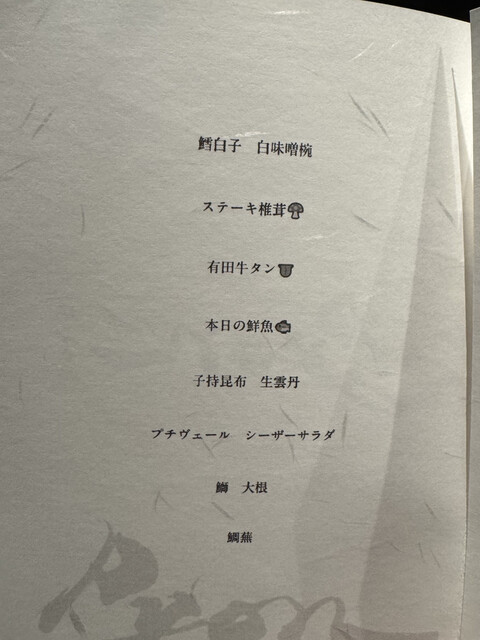 鱈白子　白味噌椀
ステーキ椎茸🍄
有田牛タン👅
本日の鮮魚🐟
子持昆布　生雲丹
プチヴェール　シーザーサラダ
鰤　大根
鯛蕪